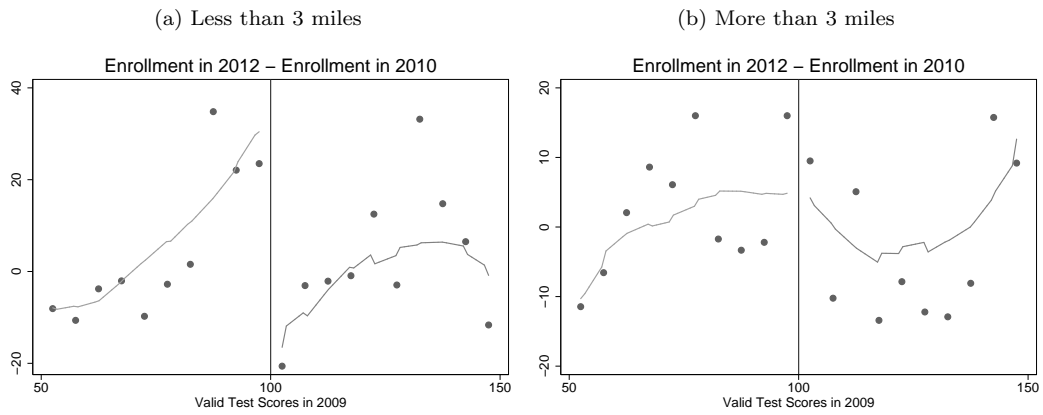 (a) Less than 3 miles
Enrollment in 2012 – Enrollment in 2010
40
20
0
−20
50
100
150
Valid Test Scores in 2009
(b) More than 3 miles
Enrollment in 2012 – Enrollment in 2010
20
10
0
−10
−20
50
100
150
Valid Test Scores in 2009